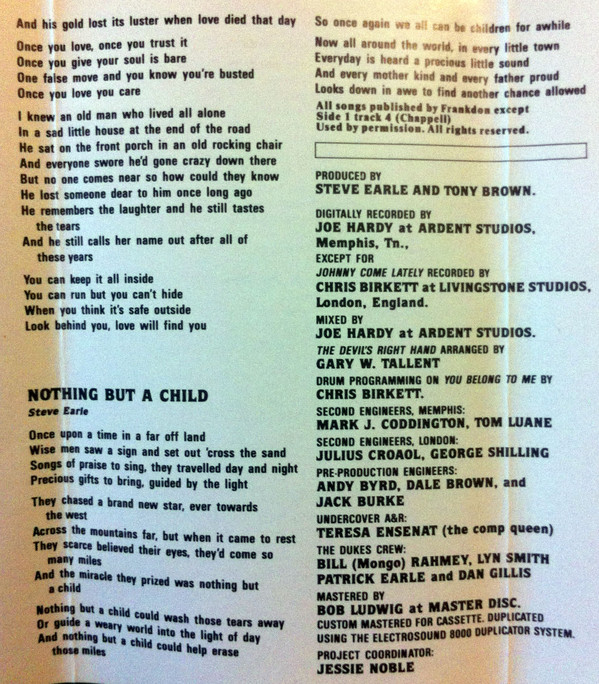 And his gold lost its luster when love died that day
Once you love, once you trust it
Once you give your soul is bare
One false move and you know you're busted
Once you love you care
I knew an old man who lived all alone
In a sad little house at the end of the road
He sat on the front porch in an old rocking chair
And everyone swore he'd gone crazy down there
But no one comes near so how could they know
He lost someone dear to him once long ago
He remembers the laughter and he still tastes
the tears
And he still calls her name out after all of
these years
You can keep it all inside
You can run but you can't hide
When you think it's safe outside
Look behind you, love will find you
NOTHING BUT A CHILD
Steve Earle
Once upon a time in a far off land
Wise men saw a sign and set out 'cross the sand
Songs of praise to sing, they travelled day and night
Precious gifts to bring, guided by the light
They chased a brand new star, ever towards
the west
Across the mountains far, but when it came to rest
They scarce believed their eyes, they'd come so
many miles
And the miracle they prized was nothing but
a child
Nothing but a child could wash those tears away
Or guide a weary world into the light of day
And nothing but a child could help erase
those miles
So once again we all can be children for awhile
Now all around the world, in every little town
Everyday is heard a precious little sound
And every mother kind and every father proud
Looks down in awe to find another chance allowed
All songs published by Frankdon except
Side 1 track 4 (Chappell)
Used by permission. All rights reserved.
PRODUCED BY
STEVE EARLE AND TONY BROWN.
DIGITALLY RECORDED BY
JOE HARDY at ARDENT STUDIOS,
Memphis, Tn.,
EXCEPT FOR
JOHNNY COME LATELY RECORDED BY
CHRIS BIRKETT at LIVINGSTONE STUDIOS,
London, England.
MIXED BY
JOE HARDY at ARDENT STUDIOS.
THE DEVIL'S RIGHT HAND ARRANGED BY
GARY W. TALLENT
DRUM PROGRAMMING ON YOU BELONG TO ME BY
CHRIS BIRKETT.
SECOND ENGINEERS, MEMPHIS:
MARK J. CODDINGTON, TOM LUANE
SECOND ENGINEERS, LONDON:
JULIUS CROAOL, GEORGE SHILLING
PRE-PRODUCTION ENGINEERS:
ANDY BYRD, DALE BROWN, and
JACK BURKE
UNDERCOVER A&R:
TERESA ENSENAT (the comp queen)
THE DUKES CREW:
BILL (Mongo) RAHMEY, LYN SMITH
PATRICK EARLE and DAN GILLIS
MASTERED BY
BOB LUDWIG at MASTER DISC.
CUSTOM MASTERED FOR CASSETTE. DUPLICATED
USING THE ELECTROSOUND 8000 DUPLICATOR SYSTEM.
PROJECT COORDINATOR:
JESSIE NOBLE